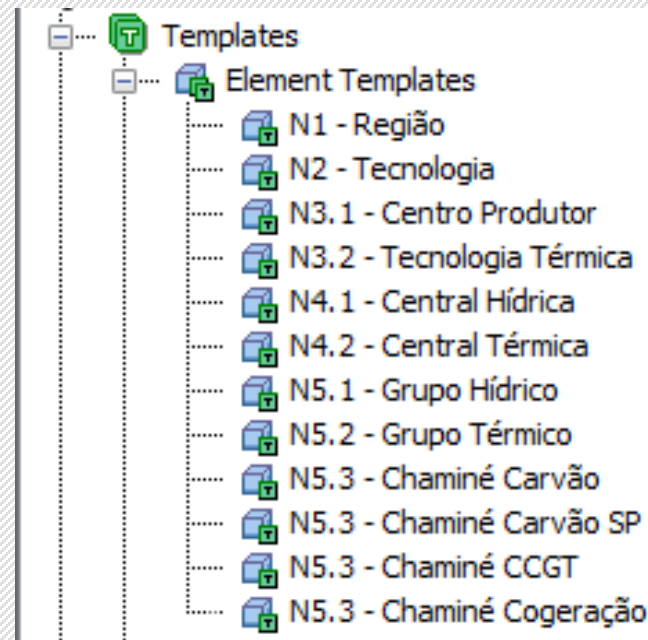 Templates
Element Templates
N1 - Região
N2 - Tecnologia
N3.1 - Centro Produtor
N3.2 - Tecnologia Térmica
N4.1 - Central Hídrica
N4.2 - Central Térmica
N5.1 - Grupo Hídrico
N5.2 - Grupo Térmico
N5.3 - Chaminé Carvão
N5.3 - Chaminé Carvão SP
N5.3 - Chaminé CCGT
N5.3 - Chaminé Cogeração